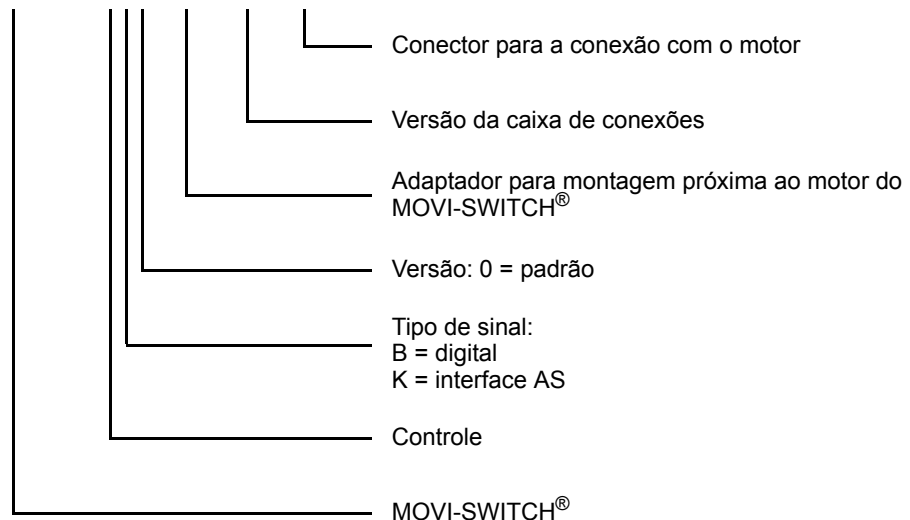 Conector para a conexão com o motor
Versão da caixa de conexões
Adaptador para montagem próxima ao motor do
MOVI-SWITCH®
Versão: 0 = padrão
Tipo de sinal:
B = digital
K = interface AS
Controle
MOVI-SWITCH®